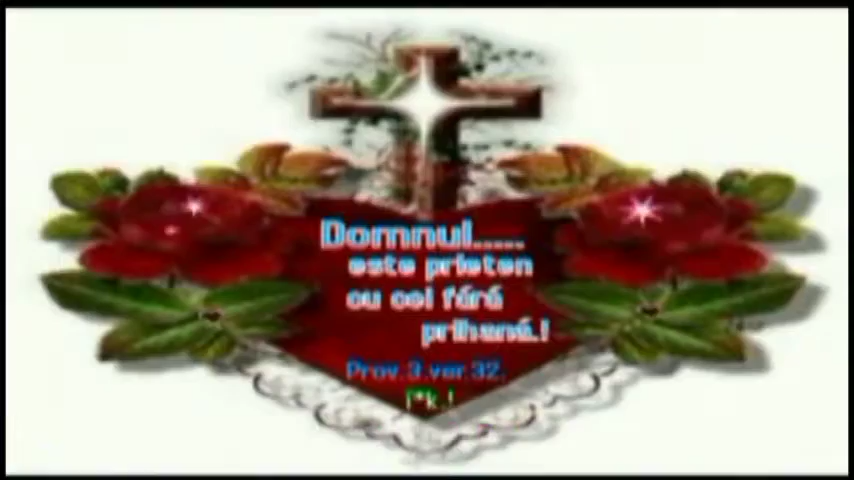 Domnul.....
este prieten
cu cei fără
prihană.!
Prov.3.ver.32.
j*k.!